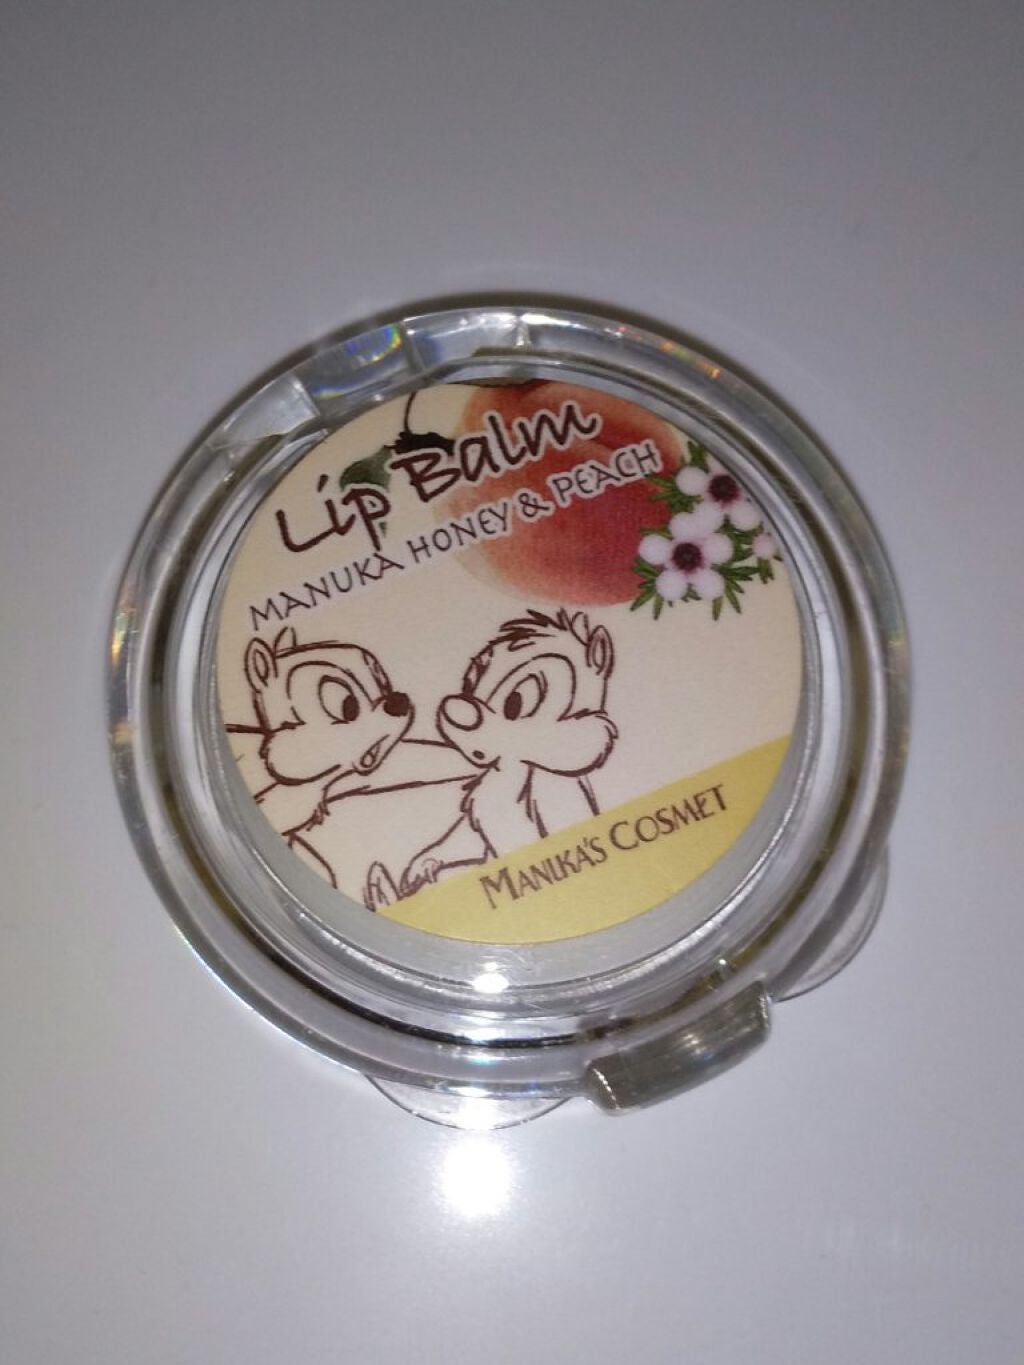 Lip Balm
MANUKA HONEY & PEACH
MANUKA'S COSMET